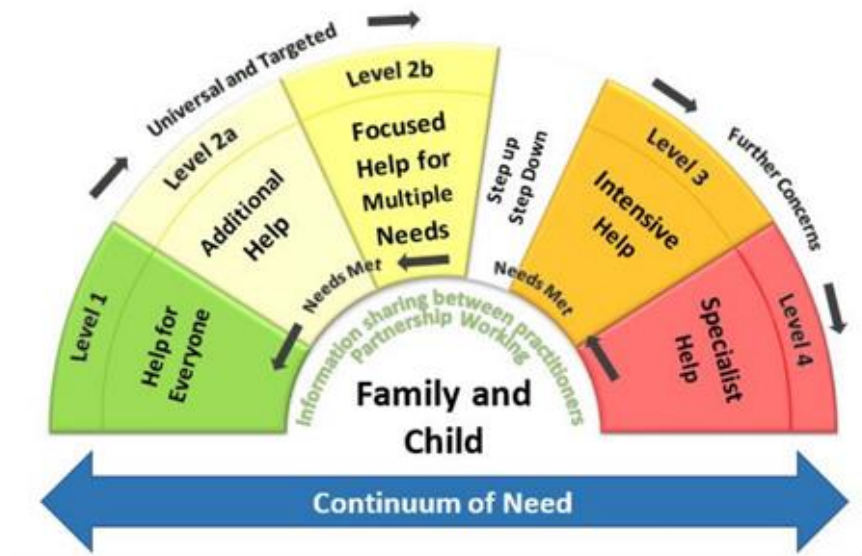 Universal and Targeted
Level 1
Help for
Everyone
Level 2a
Additional
Help
Level 2b
Focused
Help for
Multiple
Needs
Step up
Step Down
Level 3
Intensive
Help
Further Concerns
Level 4
Specialist
Help
Needs Met
Needs Met
Information sharing between practitioners
Partnership Working
Family and
Child
Continuum of Need